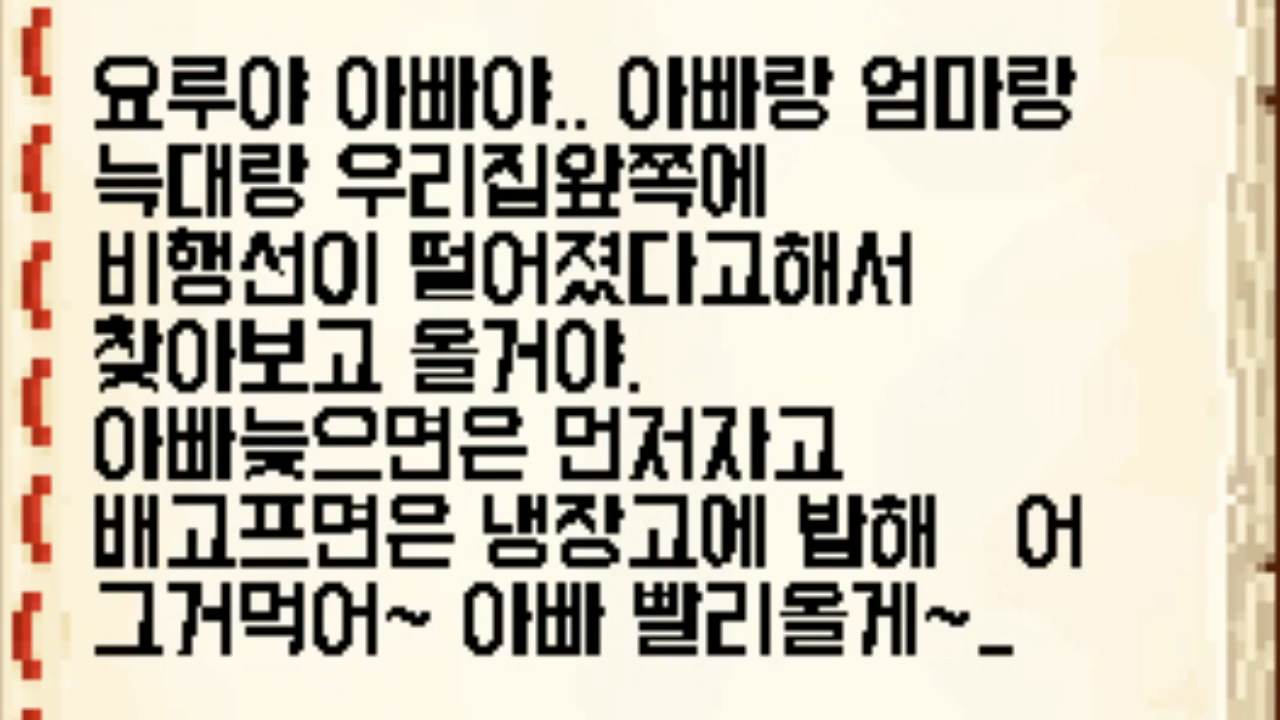 요루야 아빠야.. 아빠랑 엄마랑
늑대랑 우리집앞쪽에
비행선이 떨어졌다고해서
찾아보고 올거야.
아빠늦으면은 먼저자고
배고프면은 냉장고에 밥해 어
그거먹어~ 아빠 빨리올게~_